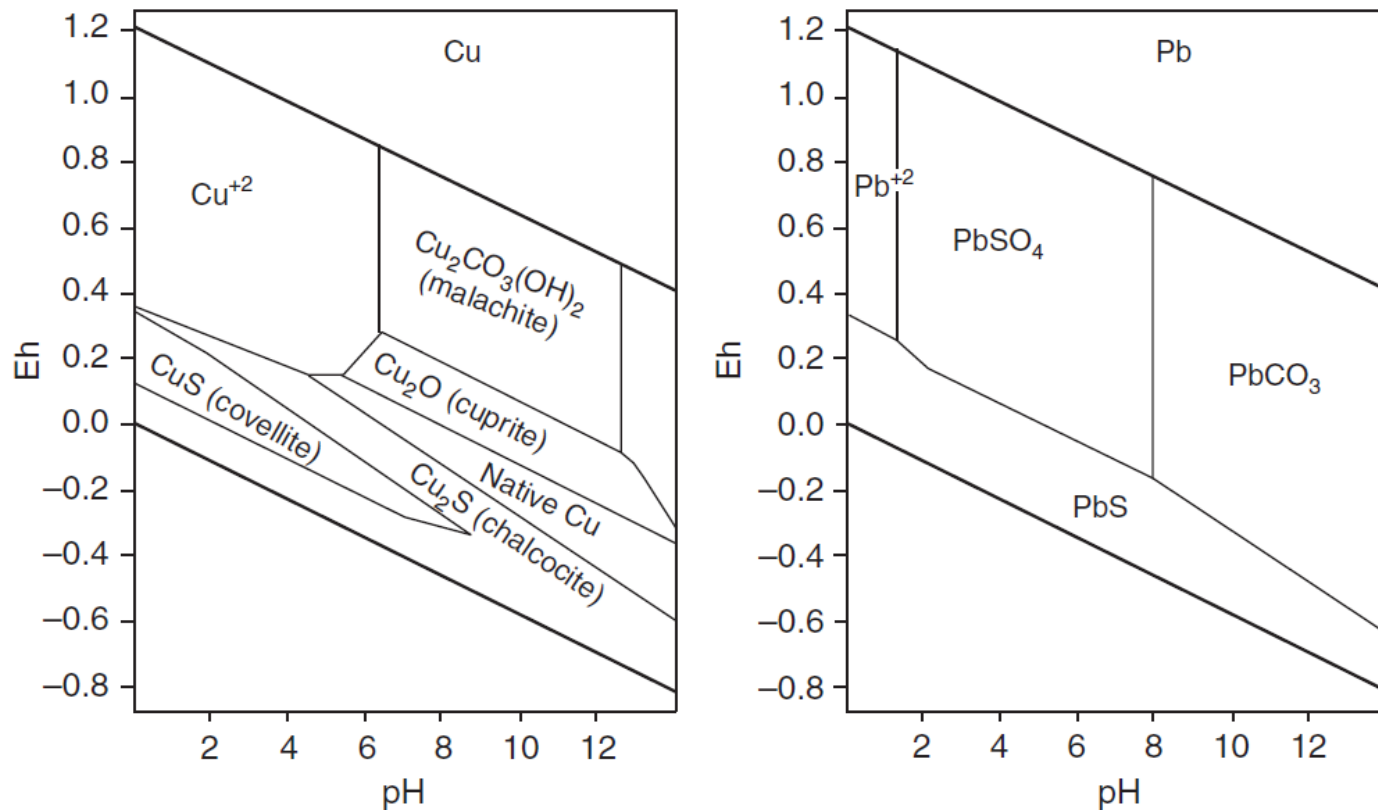 Cu
1.2
1.0
0.8
0.6
0.4
0.2
0.0
–0.2
–0.4
–0.6
–0.8
Eh
Cu+2
Cu2CO3(OH)2
(malachite)
Cu2O (cuprite)
CuS (covellite)
Native Cu
Cu2S (chalcocite)
2 4 6 8 10 12
pH
Pb
1.2
1.0
0.8
0.6
0.4
0.2
0.0
–0.2
–0.4
–0.6
–0.8
Eh
Pb+2
PbSO4
PbCO3
PbS
2 4 6 8 10 12
pH